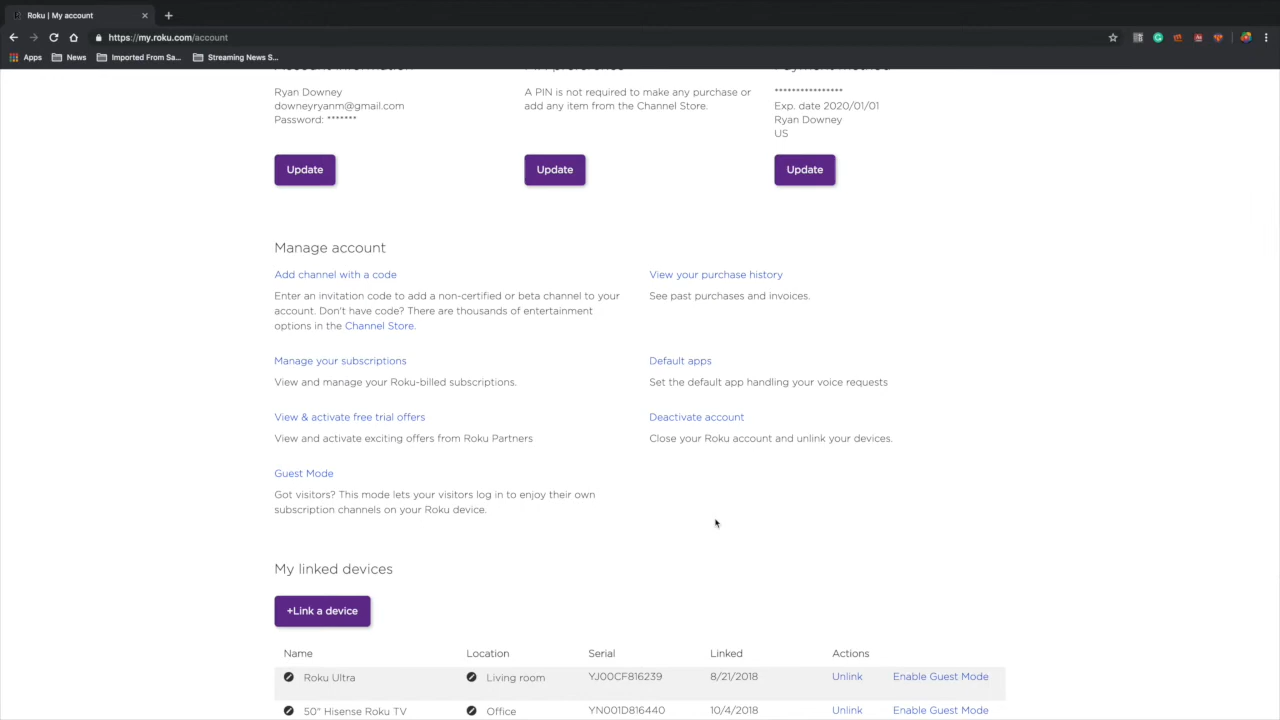 Roku | My account
https://my.roku.com/account
Apps
News
Imported From Sa...
Streaming News S...
Account information
PIN preference
Payment method
Ryan Downey
downeyryanm@gmail.com
Password: *******
A PIN is not required to make any purchase or
add any item from the Channel Store.
****************
Exp. date 2020/01/01
Ryan Downey
US
Update
Update
Update
Manage account
Add channel with a code
Enter an invitation code to add a non-certified or beta channel to your
account. Don't have code? There are thousands of entertainment
options in the Channel Store.
View your purchase history
See past purchases and invoices.
Manage your subscriptions
View and manage your Roku-billed subscriptions.
Default apps
Set the default app handling your voice requests
View & activate free trial offers
View and activate exciting offers from Roku Partners
Deactivate account
Close your Roku account and unlink your devices.
Guest Mode
Got visitors? This mode lets your visitors log in to enjoy their own
subscription channels on your Roku device.
My linked devices
+Link a device
Name Location Serial Linked Actions
Roku Ultra Living room YJ00CF816239 8/21/2018 Unlink Enable Guest Mode
50" Hisense Roku TV Office YN001D816440 10/4/2018 Unlink Enable Guest Mode